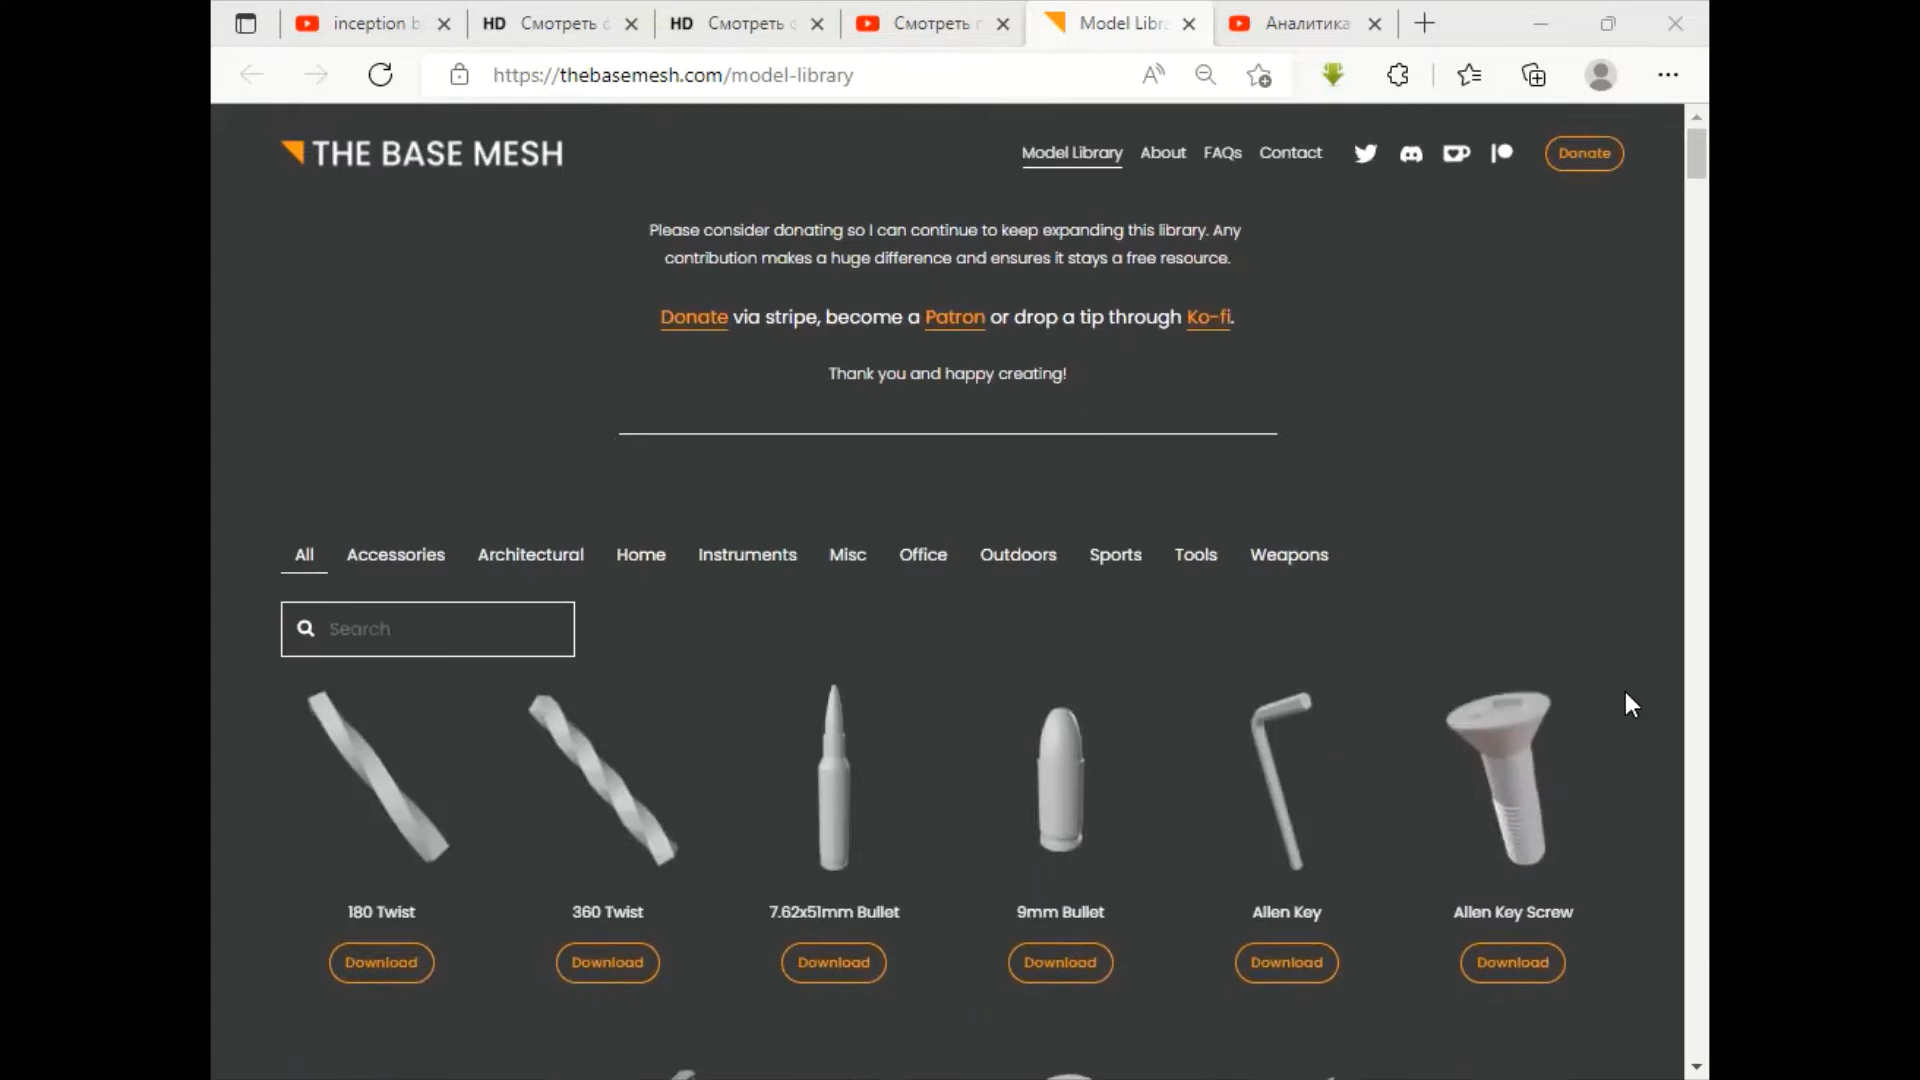 inception b
HD Смотреть
HD Смотреть
Смотреть
Model Libr
Аналитика
https://thebasemesh.com/model-library
THE BASE MESH
Model Library About FAQs Contact Donate
Please consider donating so I can continue to keep expanding this library. Any
contribution makes a huge difference and ensures it stays a free resource.
Donate via stripe, become a Patron or drop a tip through Ko-fi.
Thank you and happy creating!
All Accessories Architectural Home Instruments Misc Office Outdoors Sports Tools Weapons
Search
180 Twist 360 Twist 7.62x51mm Bullet 9mm Bullet Allen Key Allen Key Screw
Download Download Download Download Download Download